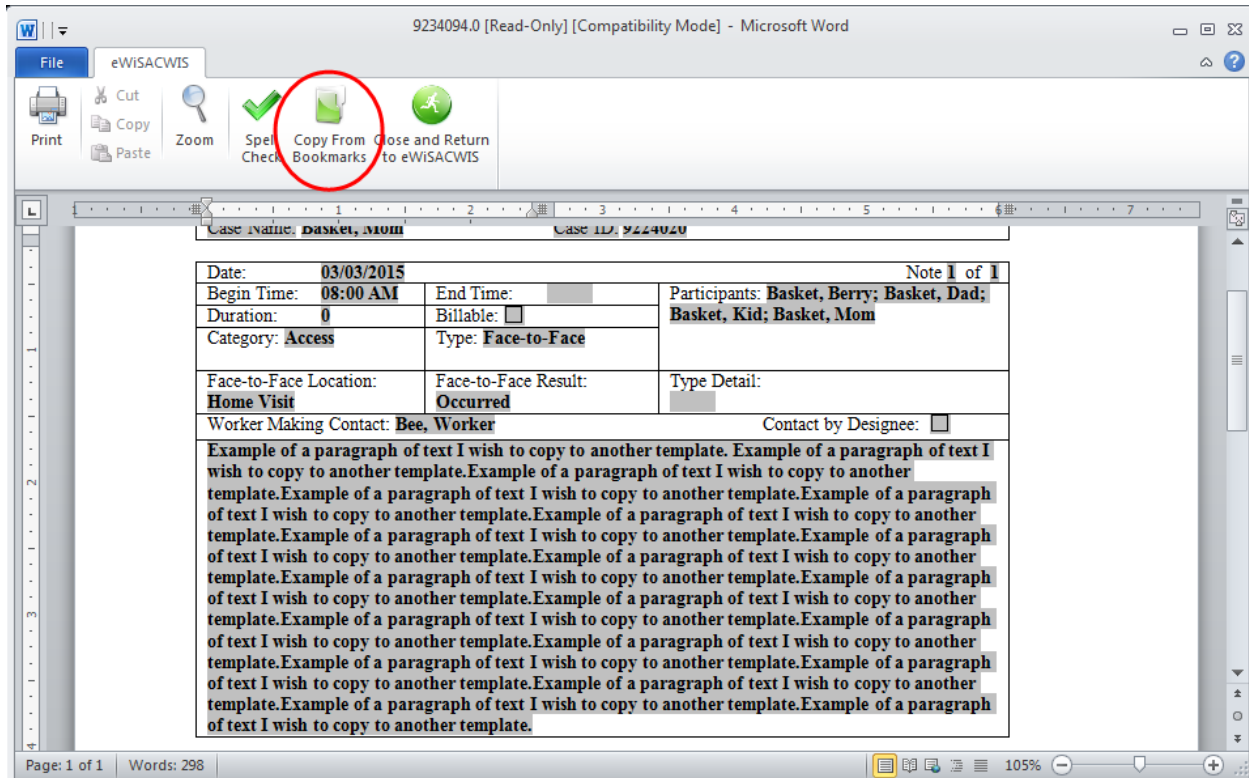 9234094.0 [Read-Only] [Compatibility Mode] - Microsoft Word
File eWiSACWIS
Print
Cut
Copy
Paste
Zoom
Spell Check
Copy From Bookmarks
Close and Return to eWiSACWIS
1 1 2 3 4 5 6 7
Case Name: Basket, Mom Case ID: 9224020
Date: 03/03/2015 Note 1 of 1
Begin Time: 08:00 AM End Time: Participants: Basket, Berry; Basket, Dad;
Duration: 0 Billable: Basket, Kid; Basket, Mom
Category: Access Type: Face-to-Face
Face-to-Face Location: Face-to-Face Result: Type Detail:
Home Visit Occurred
Worker Making Contact: Bee, Worker Contact by Designee:
Example of a paragraph of text I wish to copy to another template. Example of a paragraph of text I
wish to copy to another template.Example of a paragraph of text I wish to copy to another
template.Example of a paragraph of text I wish to copy to another template.Example of a paragraph
of text I wish to copy to another template.Example of a paragraph of text I wish to copy to another
template.Example of a paragraph of text I wish to copy to another template.Example of a paragraph
of text I wish to copy to another template.Example of a paragraph of text I wish to copy to another
template.Example of a paragraph of text I wish to copy to another template.Example of a paragraph
of text I wish to copy to another template.Example of a paragraph of text I wish to copy to another
template.Example of a paragraph of text I wish to copy to another template.Example of a paragraph
of text I wish to copy to another template.Example of a paragraph of text I wish to copy to another
template.Example of a paragraph of text I wish to copy to another template.Example of a paragraph
of text I wish to copy to another template.Example of a paragraph of text I wish to copy to another
template.Example of a paragraph of text I wish to copy to another template.Example of a paragraph
of text I wish to copy to another template.
Page: 1 of 1 Words: 298 105%